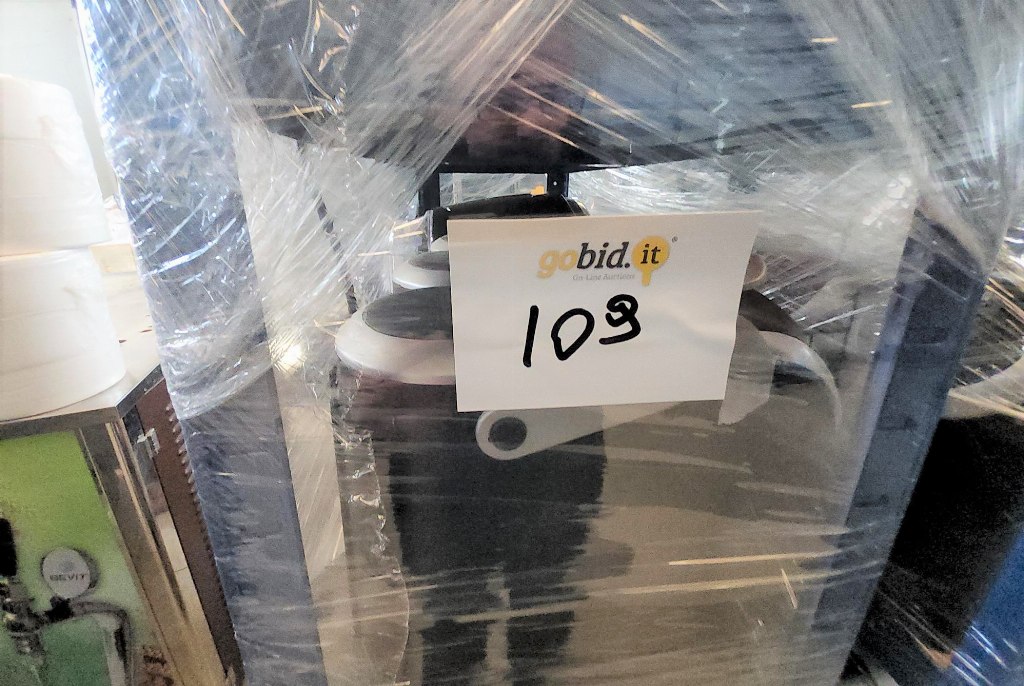 gobid.it®
On-Line Auctions
109
BEVIT